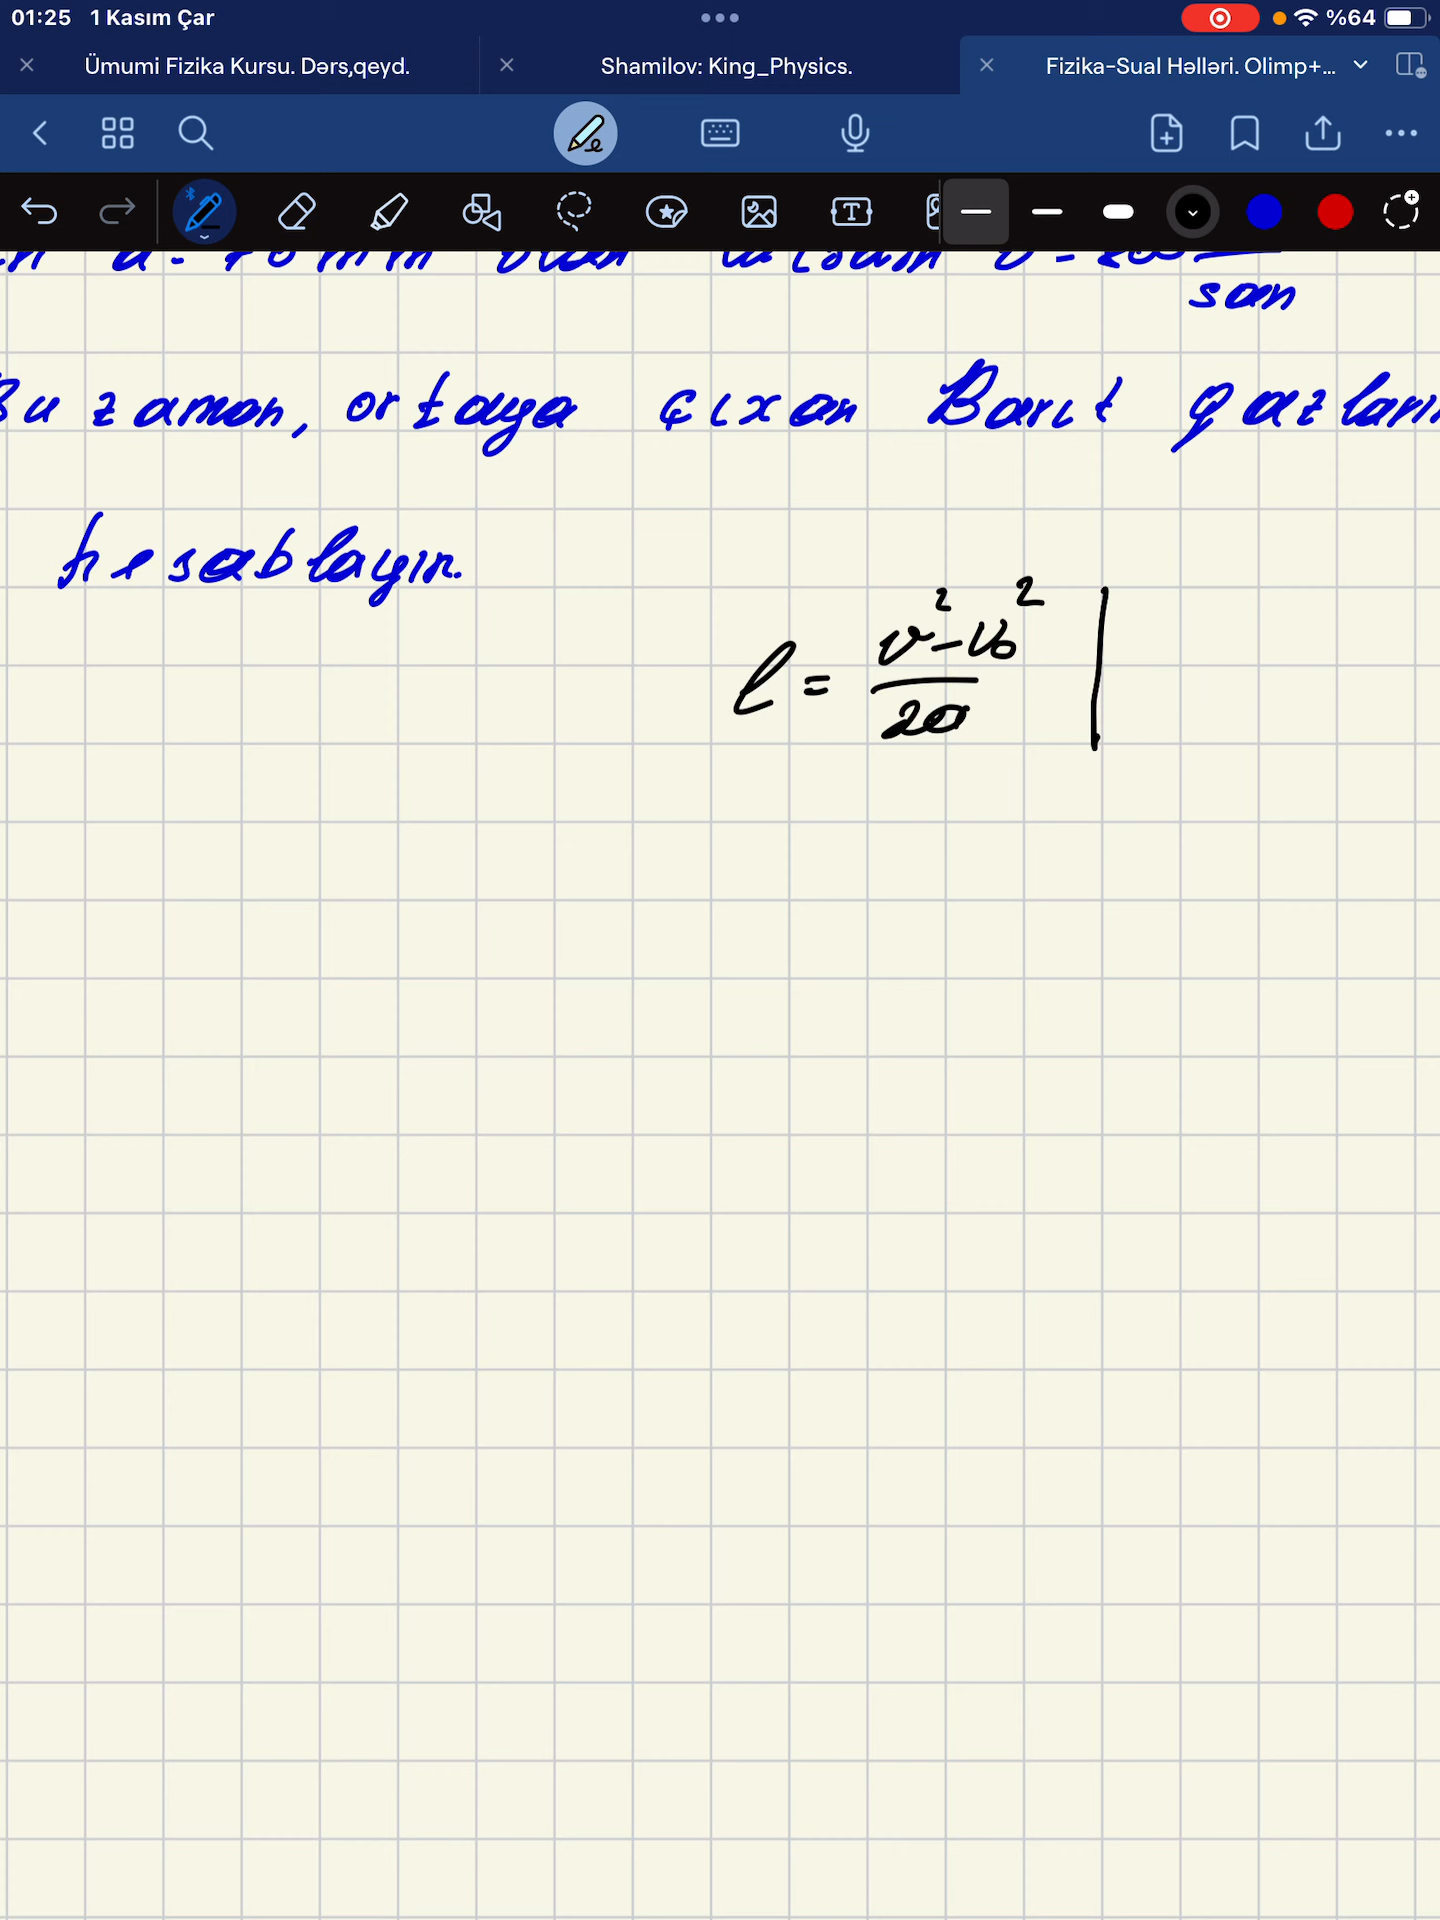 01:25 1 Kasım Çar %64
Ümumi Fizika Kursu. Dərs,qeyd. Shamilov: King_Physics. Fizika-Sual Həlləri. Olimp+...
san
Bu zaman, ortaya çıxan Barıt qazların
hesablayın.
l = v²-v₀² / 2a |